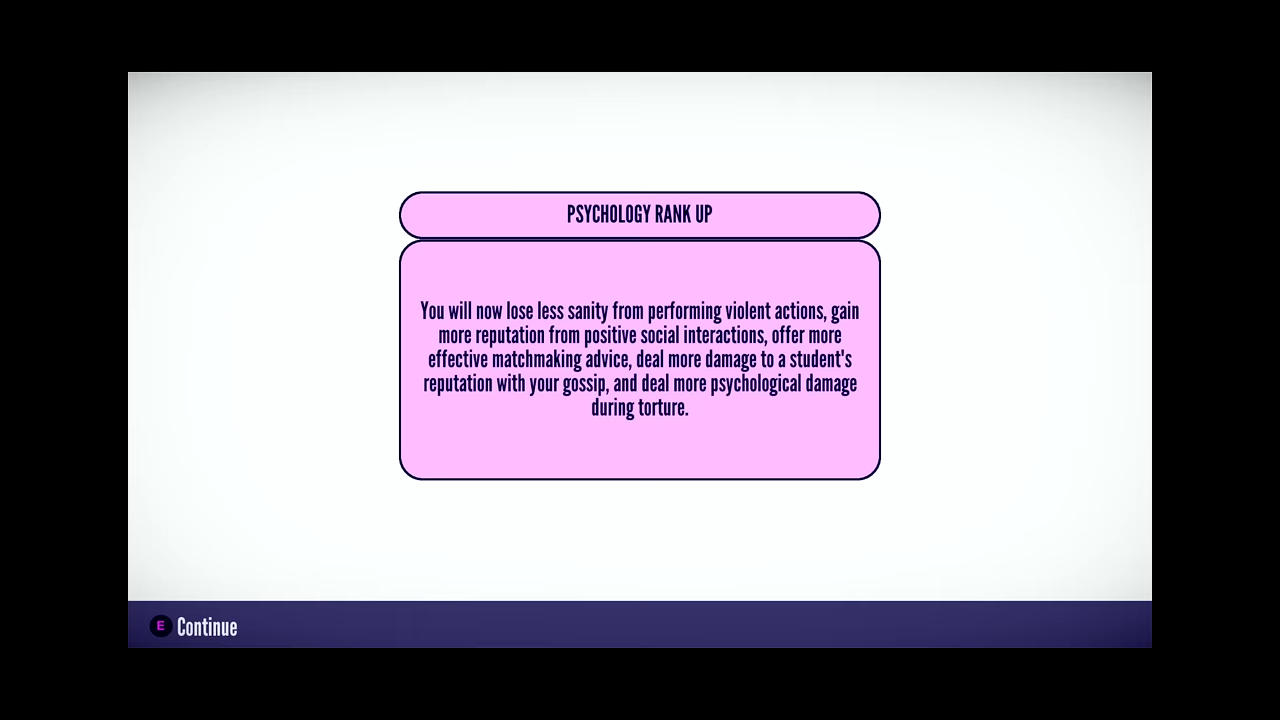 PSYCHOLOGY RANK UP
You will now lose less sanity from performing violent actions, gain
more reputation from positive social interactions, offer more
effective matchmaking advice, deal more damage to a student's
reputation with your gossip, and deal more psychological damage
during torture.
E Continue